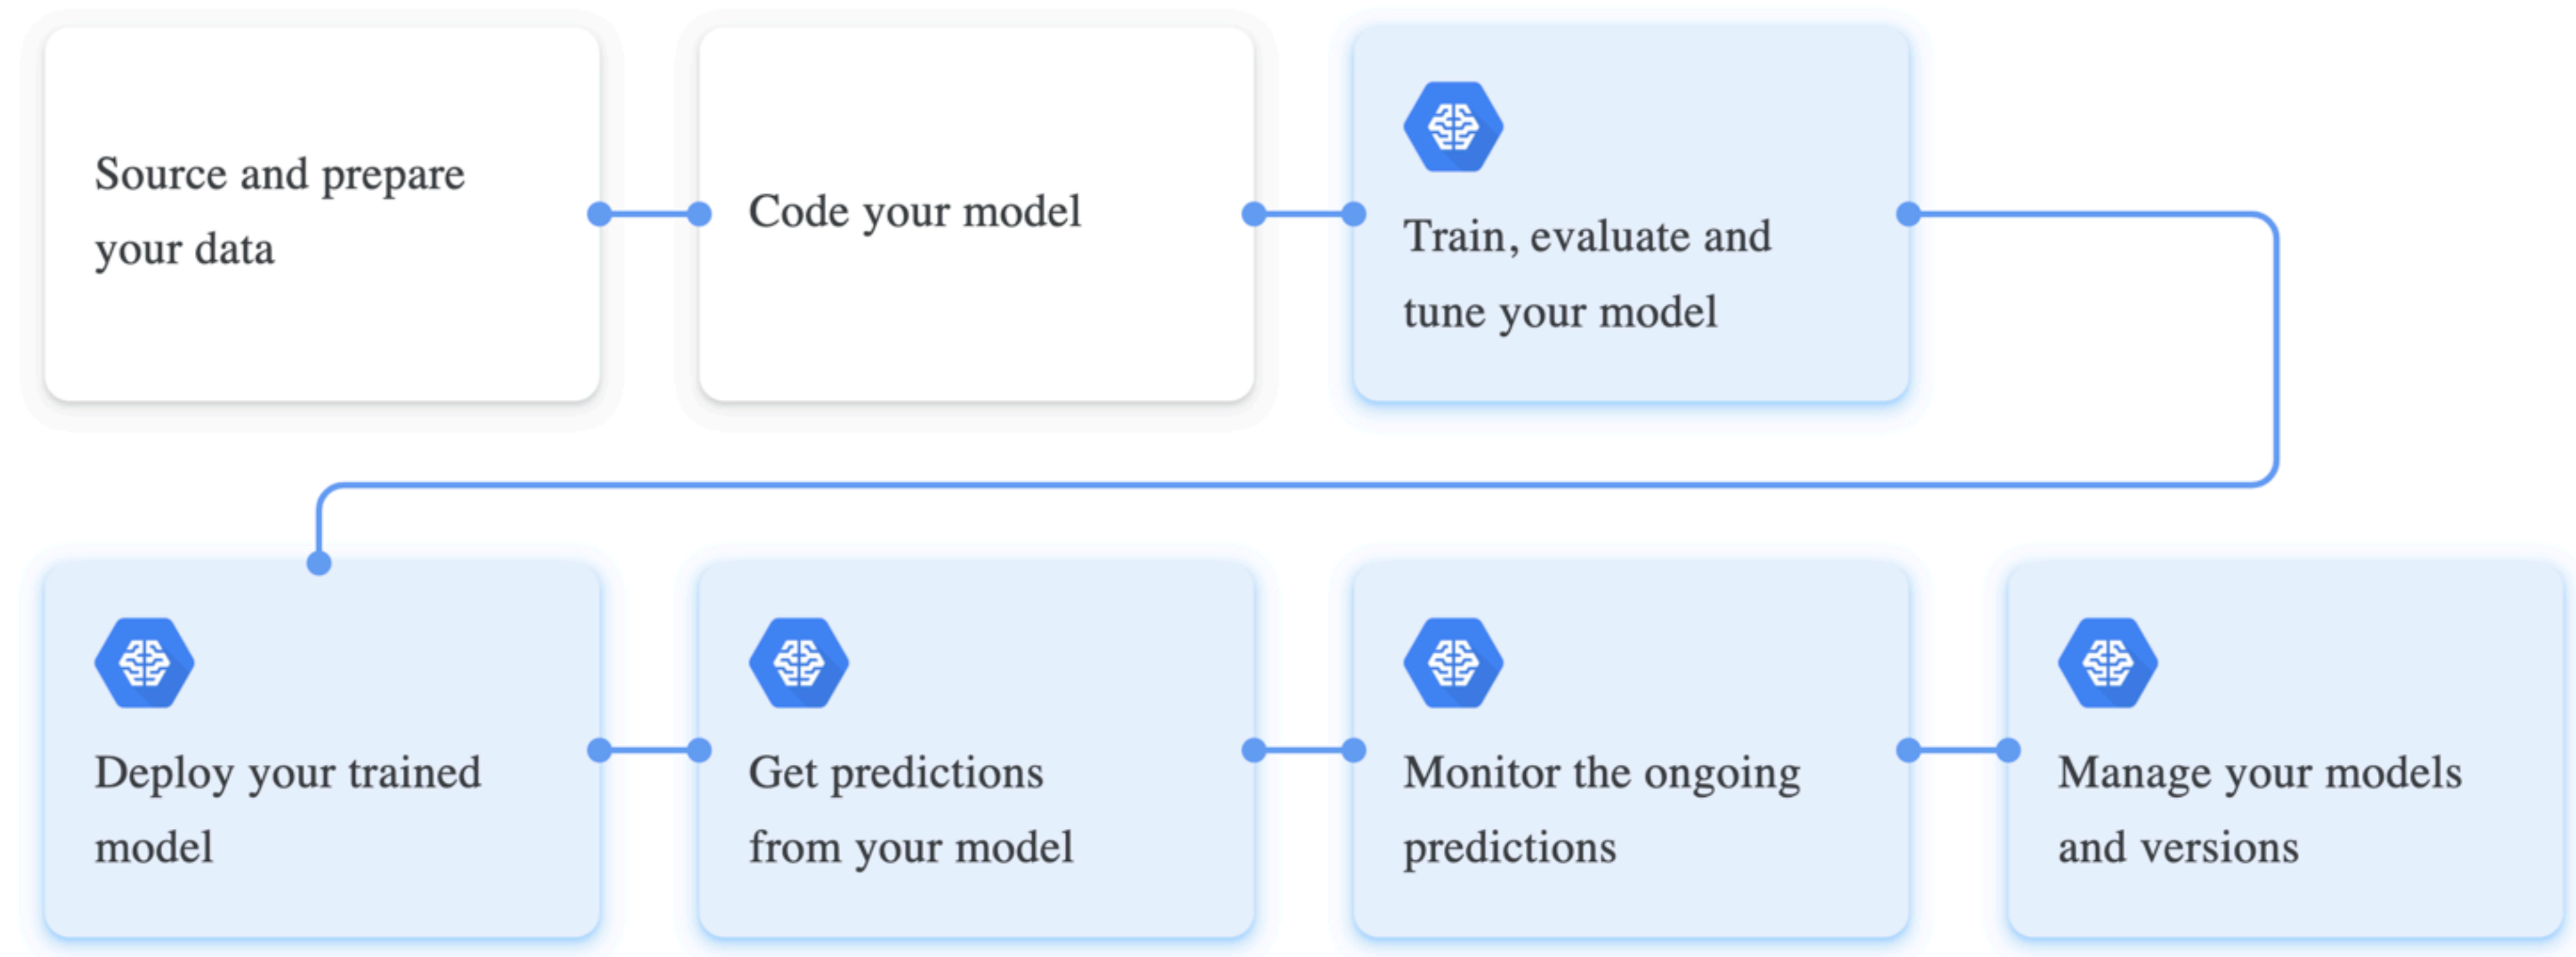 Source and prepare
your data
Code your model
Train, evaluate and
tune your model
Deploy your trained
model
Get predictions
from your model
Monitor the ongoing
predictions
Manage your models
and versions